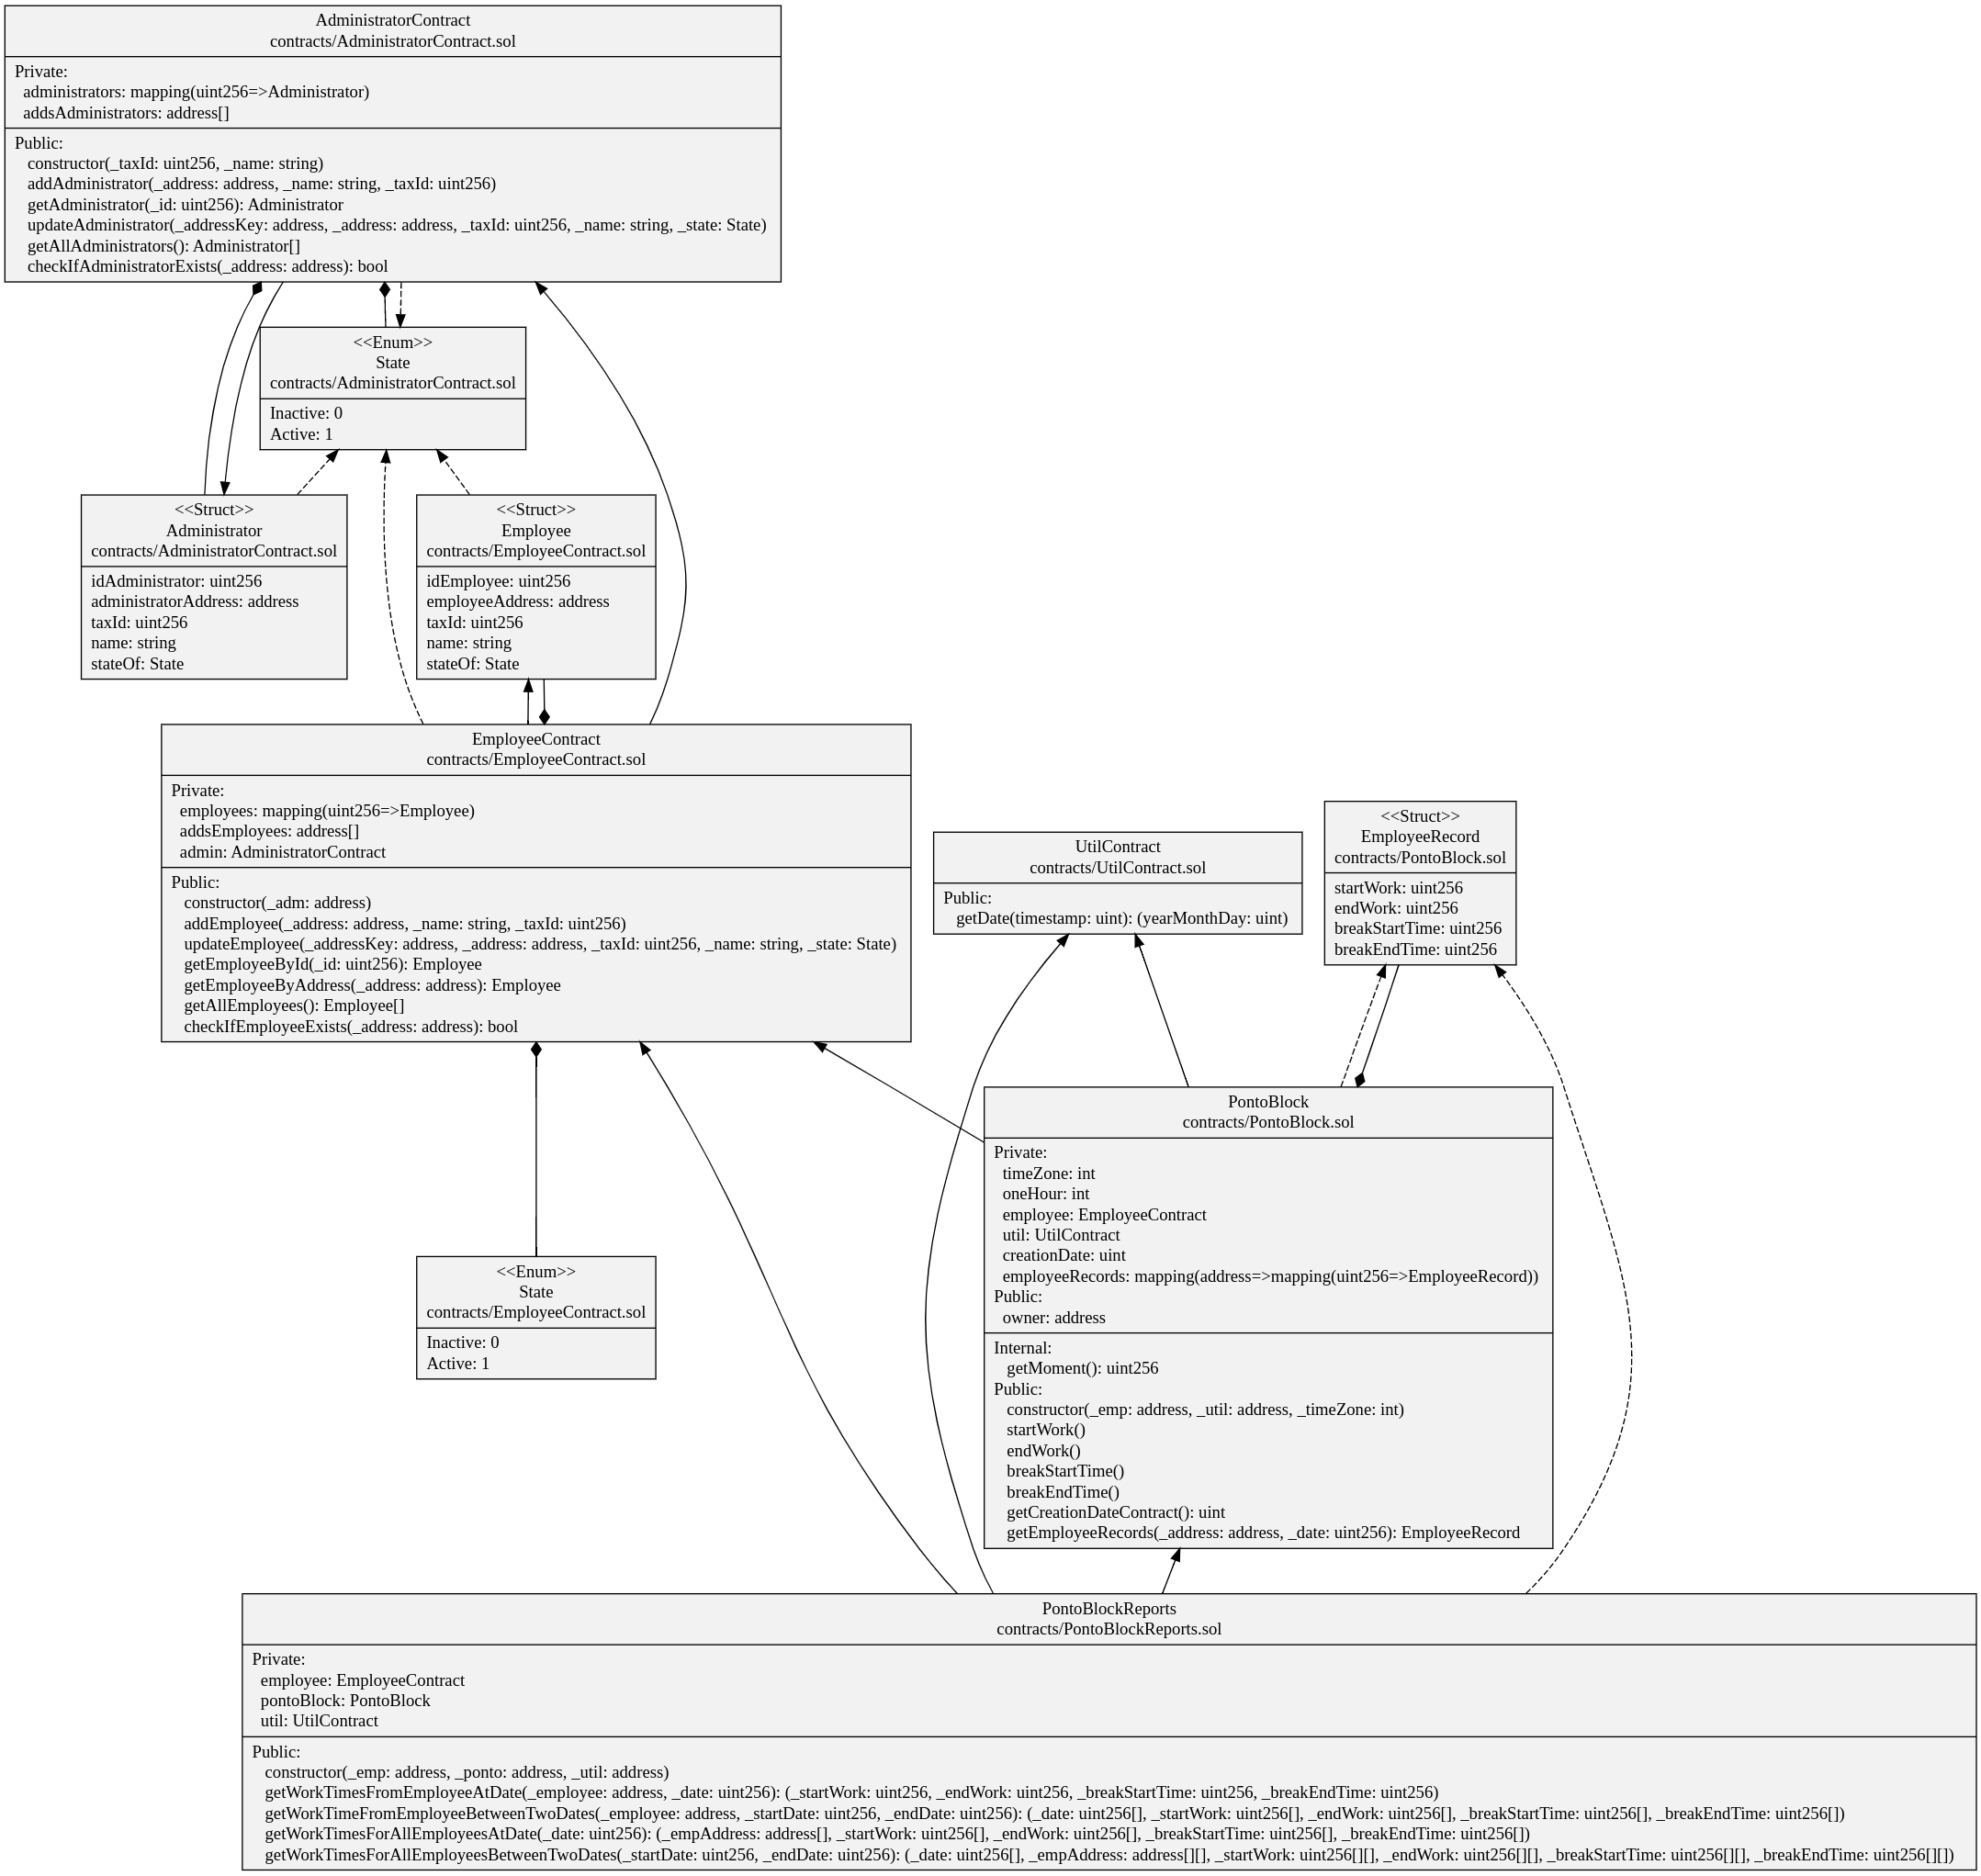 AdministratorContract
contracts/AdministratorContract.sol
Private:
administrators: mapping(uint256=>Administrator)
addsAdministrators: address[]
Public:
constructor(_taxId: uint256, _name: string)
addAdministrator(_address: address, _name: string, _taxId: uint256)
getAdministrator(_id: uint256): Administrator
updateAdministrator(_addressKey: address, _address: address, _taxId: uint256, _name: string, _state: State)
getAllAdministrators(): Administrator[]
checkIfAdministratorExists(_address: address): bool
<<Enum>>
State
contracts/AdministratorContract.sol
Inactive: 0
Active: 1
<<Struct>>
Administrator
contracts/AdministratorContract.sol
idAdministrator: uint256
administratorAddress: address
taxId: uint256
name: string
stateOf: State
<<Struct>>
Employee
contracts/EmployeeContract.sol
idEmployee: uint256
employeeAddress: address
taxId: uint256
name: string
stateOf: State
EmployeeContract
contracts/EmployeeContract.sol
Private:
employees: mapping(uint256=>Employee)
addsEmployees: address[]
admin: AdministratorContract
Public:
constructor(_adm: address)
addEmployee(_address: address, _name: string, _taxId: uint256)
updateEmployee(_addressKey: address, _address: address, _taxId: uint256, _name: string, _state: State)
getEmployeeById(_id: uint256): Employee
getEmployeeByAddress(_address: address): Employee
getAllEmployees(): Employee[]
checkIfEmployeeExists(_address: address): bool
UtilContract
contracts/UtilContract.sol
Public:
getDate(timestamp: uint): (yearMonthDay: uint)
<<Struct>>
EmployeeRecord
contracts/PontoBlock.sol
startWork: uint256
endWork: uint256
breakStartTime: uint256
breakEndTime: uint256
PontoBlock
contracts/PontoBlock.sol
Private:
timeZone: int
oneHour: int
employee: EmployeeContract
util: UtilContract
creationDate: uint
employeeRecords: mapping(address=>mapping(uint256=>EmployeeRecord))
Public:
owner: address
Internal:
getMoment(): uint256
Public:
constructor(_emp: address, _util: address, _timeZone: int)
startWork()
endWork()
breakStartTime()
breakEndTime()
getCreationDateContract(): uint
getEmployeeRecords(_address: address, _date: uint256): EmployeeRecord
<<Enum>>
State
contracts/EmployeeContract.sol
Inactive: 0
Active: 1
PontoBlockReports
contracts/PontoBlockReports.sol
Private:
employee: EmployeeContract
pontoBlock: PontoBlock
util: UtilContract
Public:
constructor(_emp: address, _ponto: address, _util: address)
getWorkTimesFromEmployeeAtDate(_employee: address, _date: uint256): (_startWork: uint256, _endWork: uint256, _breakStartTime: uint256, _breakEndTime: uint256)
getWorkTimeFromEmployeeBetweenTwoDates(_employee: address, _startDate: uint256, _endDate: uint256): (_date: uint256[], _startWork: uint256[], _endWork: uint256[], _breakStartTime: uint256[], _breakEndTime: uint256[])
getWorkTimesForAllEmployeesAtDate(_date: uint256): (_empAddress: address[], _startWork: uint256[], _endWork: uint256[], _breakStartTime: uint256[], _breakEndTime: uint256[])
getWorkTimesForAllEmployeesBetweenTwoDates(_startDate: uint256, _endDate: uint256): (_date: uint256[], _empAddress: address[][], _startWork: uint256[][], _endWork: uint256[][], _breakStartTime: uint256[][], _breakEndTime: uint256[][])